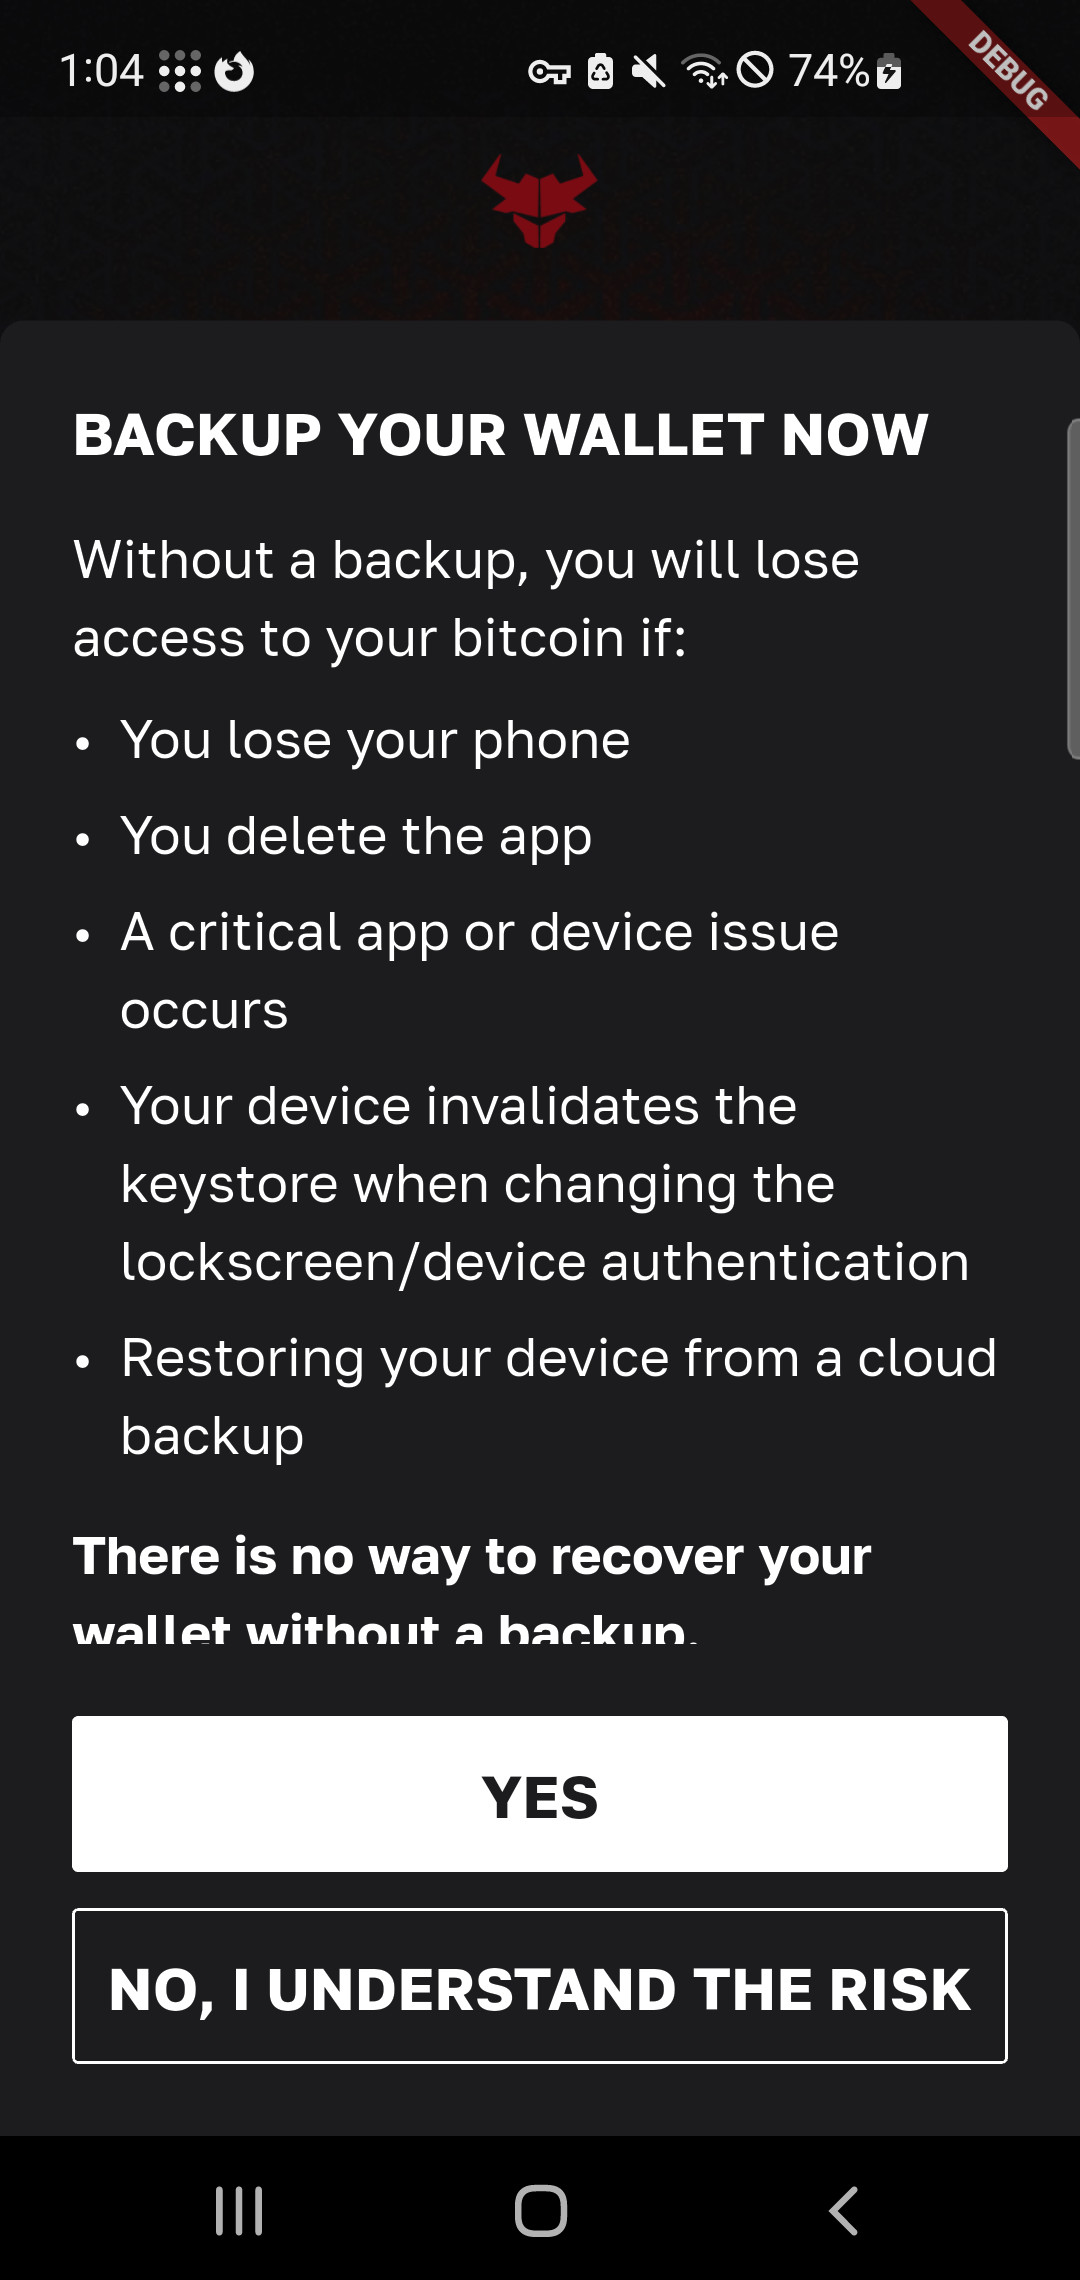 1:04
74%
DEBUG
BACKUP YOUR WALLET NOW
Without a backup, you will lose
access to your bitcoin if:
• You lose your phone
• You delete the app
• A critical app or device issue
occurs
• Your device invalidates the
keystore when changing the
lockscreen/device authentication
• Restoring your device from a cloud
backup
There is no way to recover your
wallet without a backup.
YES
NO, I UNDERSTAND THE RISK